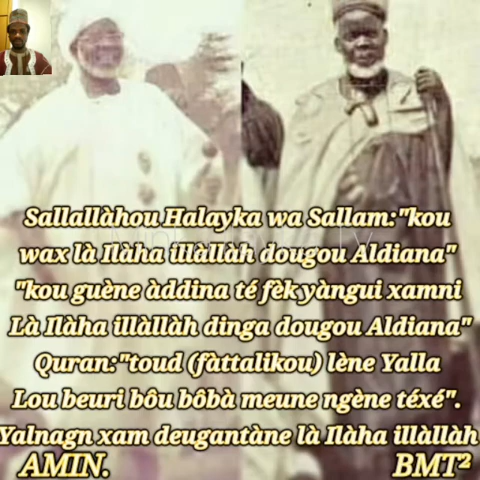 Sallallàhou Halayka wa Sallam:"kou
wax là Ilàha illàllàh dougou Aldiana"
"kou guène àddina té fèk yàngui xamni
Là Ilàha illàllàh dinga dougou Aldiana"
Quran:"toud (fàttalikou) lène Yalla
Lou beuri bôu bôbà meune ngène téxé".
Yalnagn xam deugantàne là Ilàha illàllàh
AMIN. BMT²